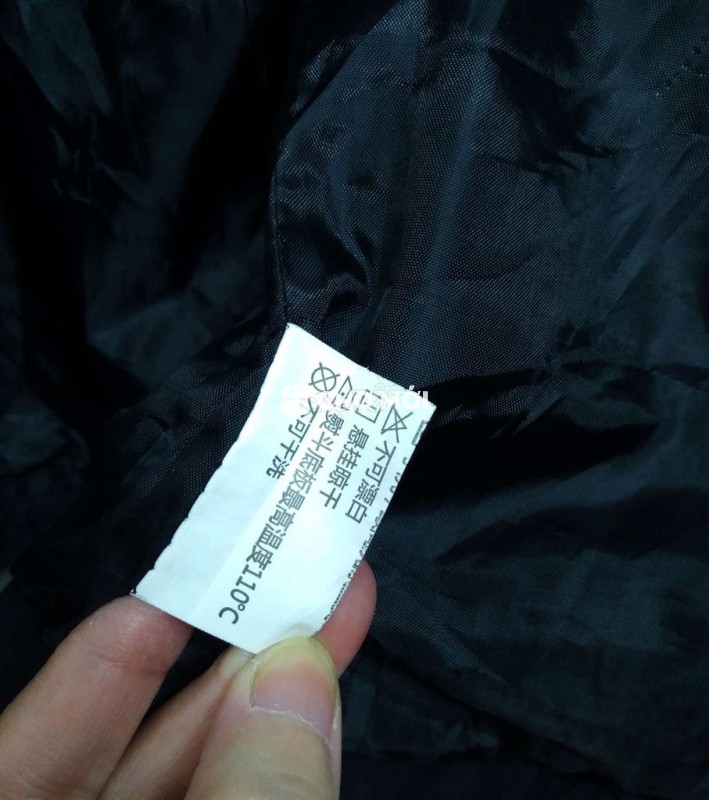 不可漂白
悬挂晾干
熨斗底板最高温度110℃
不可干洗